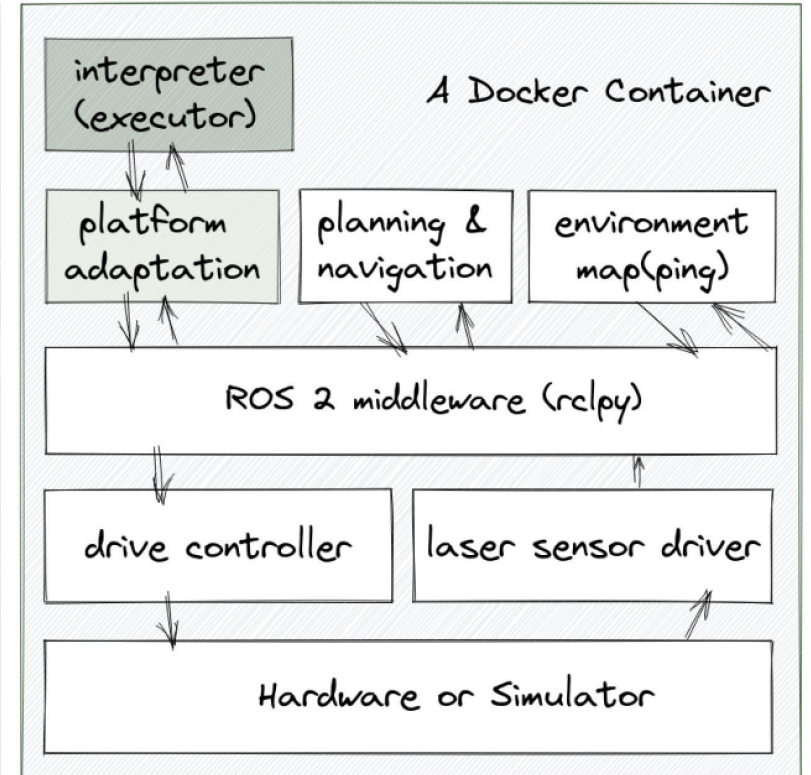 interpreter
(executor)
A Docker Container
platform
adaptation
planning &
navigation
environment
map(ping)
ROS 2 middleware (rclpy)
drive controller
laser sensor driver
Hardware or Simulator